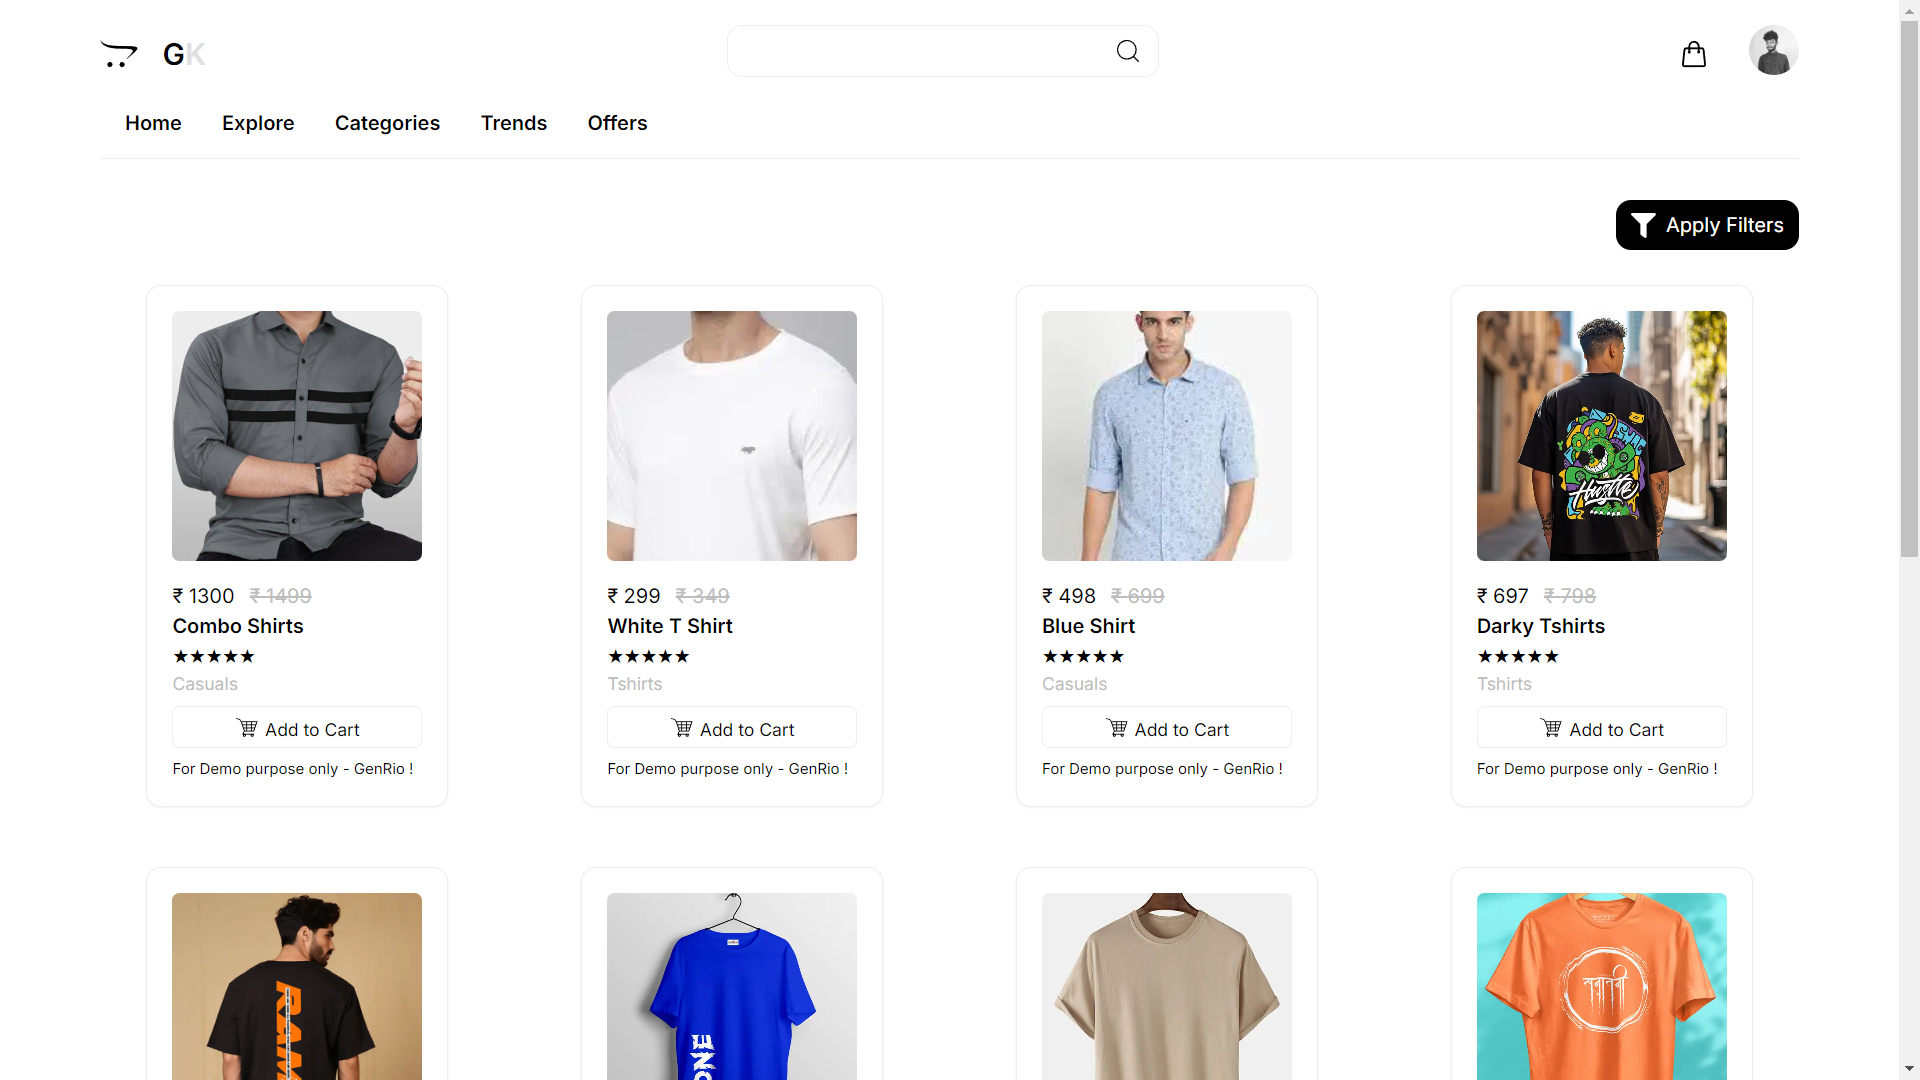 GK
Home Explore Categories Trends Offers
Apply Filters
Hustle
₹ 1300 ₹ 1499
Combo Shirts
★★★★★
Casuals
Add to Cart
For Demo purpose only - GenRio !
₹ 299 ₹ 349
White T Shirt
★★★★★
Tshirts
Add to Cart
For Demo purpose only - GenRio !
₹ 498 ₹ 699
Blue Shirt
★★★★★
Casuals
Add to Cart
For Demo purpose only - GenRio !
₹ 697 ₹ 798
Darky Tshirts
★★★★★
Tshirts
Add to Cart
For Demo purpose only - GenRio !